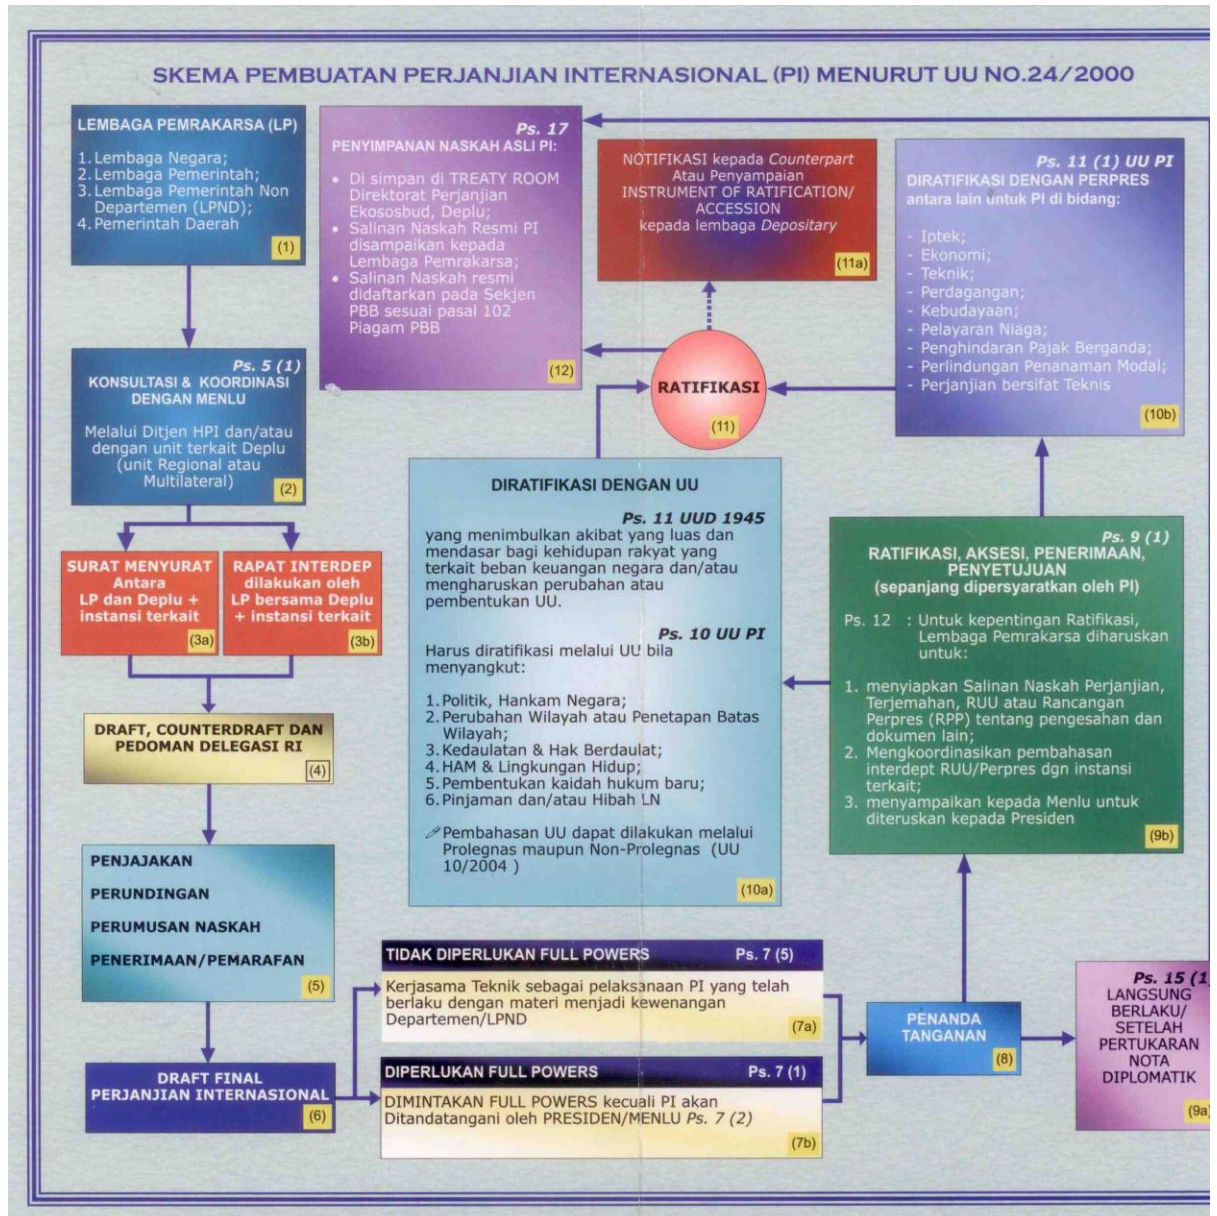 SKEMA PEMBUATAN PERJANJIAN INTERNASIONAL (PI) MENURUT UU NO.24/2000
LEMBAGA PEMRAKARSA (LP)
1. Lembaga Negara;
2. Lembaga Pemerintah;
3. Lembaga Pemerintah Non
Departemen (LPND);
4. Pemerintah Daerah
(1)
Ps. 5 (1)
KONSULTASI & KOORDINASI
DENGAN MENLU
Melalui Ditjen HPI dan/atau
dengan unit terkait Deplu
(unit Regional atau
Multilateral)
(2)
SURAT MENYURAT
Antara
LP dan Deplu +
instansi terkait
(3a)
RAPAT INTERDEP
dilakukan oleh
LP bersama Deplu
+ instansi terkait
(3b)
DRAFT, COUNTERDRAFT DAN
PEDOMAN DELEGASI RI
(4)
PENJAJAKAN
PERUNDINGAN
PERUMUSAN NASKAH
PENERIMAAN/PEMARAFAN
(5)
DRAFT FINAL
PERJANJIAN INTERNASIONAL
(6)
TIDAK DIPERLUKAN FULL POWERS Ps. 7 (5)
Kerjasama Teknik sebagai pelaksanaan PI yang telah
berlaku dengan materi menjadi kewenangan
Departemen/LPND
(7a)
DIPERLUKAN FULL POWERS Ps. 7 (1)
DIMINTAKAN FULL POWERS kecuali PI akan
Ditandatangani oleh PRESIDEN/MENLU Ps. 7 (2)
(7b)
PENANDA
TANGANAN
(8)
Ps. 15 (1)
LANGSUNG
BERLAKU/
SETELAH
PERTUKARAN
NOTA
DIPLOMATIK
(9a)
Ps. 9 (1)
RATIFIKASI, AKSESI, PENERIMAAN,
PENYETUJUAN
(sepanjang dipersyaratkan oleh PI)
Ps. 12 : Untuk kepentingan Ratifikasi,
Lembaga Pemrakarsa diharuskan
untuk:
1. menyiapkan Salinan Naskah Perjanjian,
Terjemahan, RUU atau Rancangan
Perpres (RPP) tentang pengesahan dan
dokumen lain;
2. Mengkoordinasikan pembahasan
interdept RUU/Perpres dgn instansi
terkait;
3. menyampaikan kepada Menlu untuk
diteruskan kepada Presiden
(9b)
DIRATIFIKASI DENGAN UU
Ps. 11 UUD 1945
yang menimbulkan akibat yang luas dan
mendasar bagi kehidupan rakyat yang
terkait beban keuangan negara dan/atau
mengharuskan perubahan atau
pembentukan UU.
Ps. 10 UU PI
Harus diratifikasi melalui UU bila
menyangkut:
1. Politik, Hankam Negara;
2. Perubahan Wilayah atau Penetapan Batas
Wilayah;
3. Kedaulatan & Hak Berdaulat;
4. HAM & Lingkungan Hidup;
5. Pembentukan kaidah hukum baru;
6. Pinjaman dan/atau Hibah LN
Pembahasan UU dapat dilakukan melalui
Prolegnas maupun Non-Prolegnas (UU
10/2004 )
(10a)
Ps. 11 (1) UU PI
DIRATIFIKASI DENGAN PERPRES
antara lain untuk PI di bidang:
- Iptek;
- Ekonomi;
- Teknik;
- Perdagangan;
- Kebudayaan;
- Pelayaran Niaga;
- Penghindaran Pajak Berganda;
- Perlindungan Penanaman Modal;
- Perjanjian bersifat Teknis
(10b)
RATIFIKASI
(11)
NOTIFIKASI kepada Counterpart
Atau Penyampaian
INSTRUMENT OF RATIFICATION/
ACCESSION
kepada lembaga Depositary
(11a)
Ps. 17
PENYIMPANAN NASKAH ASLI PI:
• Di simpan di TREATY ROOM
Direktorat Perjanjian
Ekososbud, Deplu;
• Salinan Naskah Resmi PI
disampaikan kepada
Lembaga Pemrakarsa;
• Salinan Naskah resmi
didaftarkan pada Sekjen
PBB sesuai pasal 102
Piagam PBB
(12)